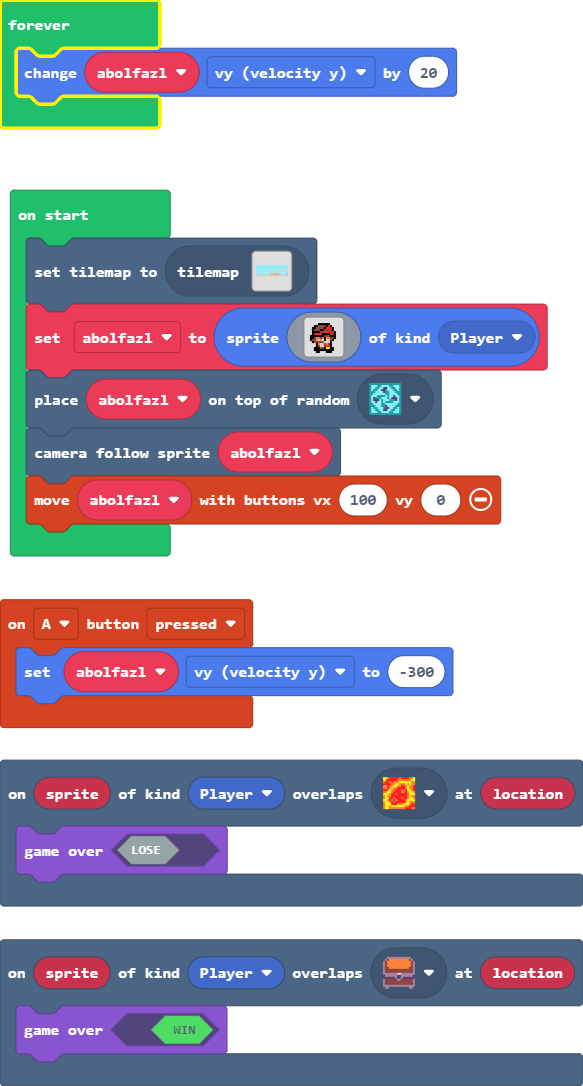 forever
change abolfazl vy (velocity y) by 20
on start
set tilemap to tilemap
set abolfazl to sprite of kind Player
place abolfazl on top of random
camera follow sprite abolfazl
move abolfazl with buttons vx 100 vy 0
on A button pressed
set abolfazl vy (velocity y) to -300
on sprite of kind Player overlaps at location
game over LOSE
on sprite of kind Player overlaps at location
game over WIN